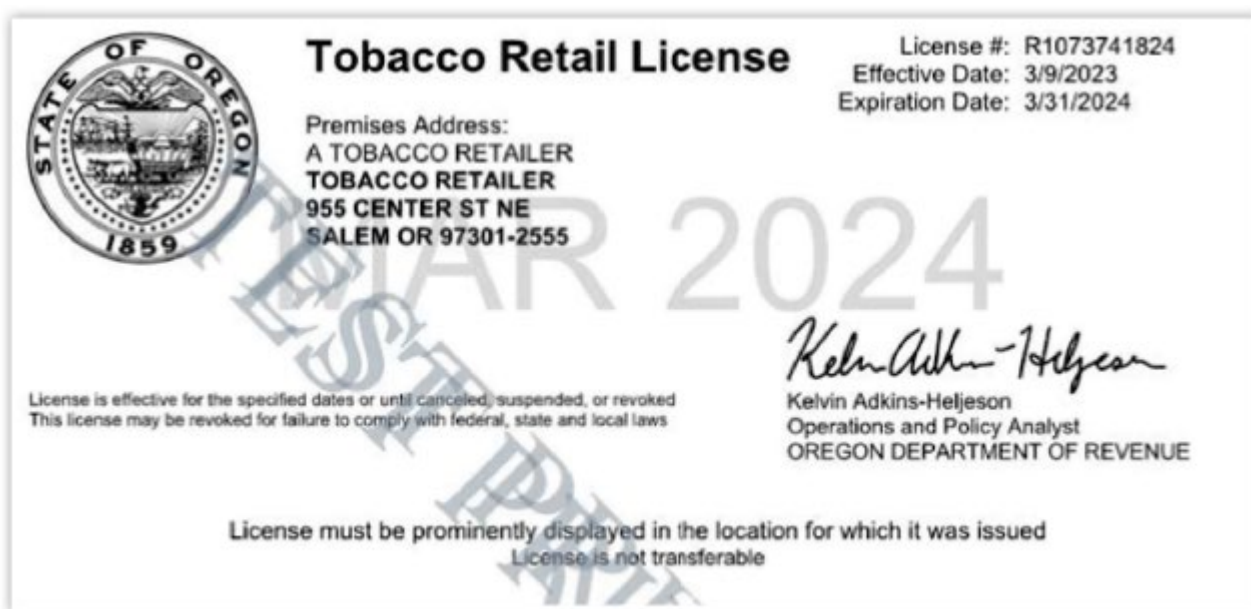 STATE OF OREGON
1859
Tobacco Retail License
License #: R1073741824
Effective Date: 3/9/2023
Expiration Date: 3/31/2024
Premises Address:
A TOBACCO RETAILER
TOBACCO RETAILER
955 CENTER ST NE
SALEM OR 97301-2555
MAR 2024
Kelvin Adkins-Heljeson
Operations and Policy Analyst
OREGON DEPARTMENT OF REVENUE
License is effective for the specified dates or until canceled, suspended, or revoked
This license may be revoked for failure to comply with federal, state and local laws
License must be prominently displayed in the location for which it was issued
License is not transferable
TEST